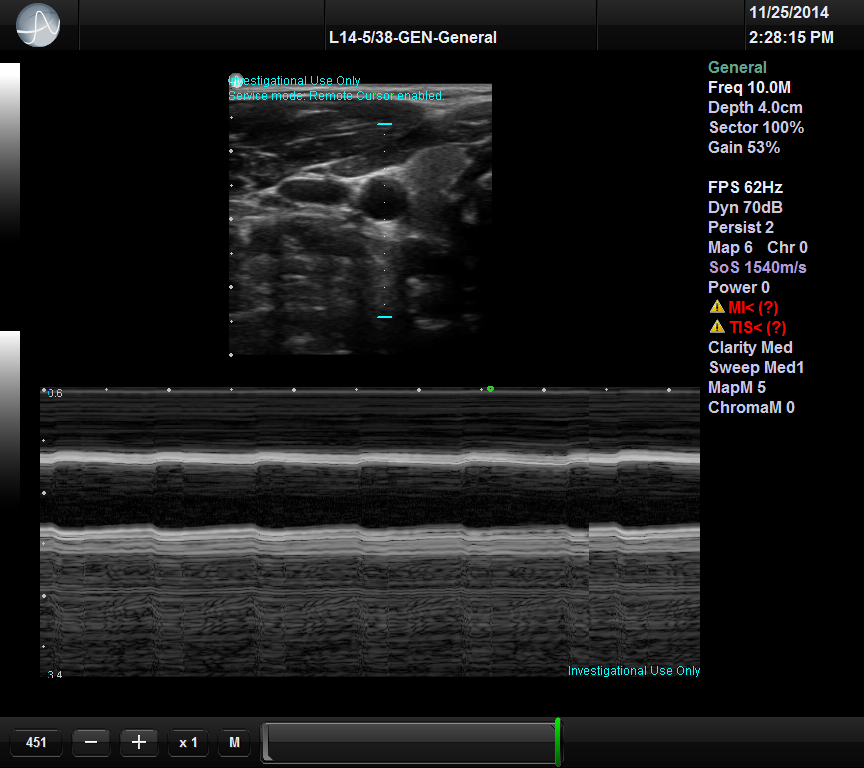 11/25/2014
L14-5/38-GEN-General
2:28:15 PM
General
Freq 10.0M
Depth 4.0cm
Sector 100%
Gain 53%
FPS 62Hz
Dyn 70dB
Persist 2
Map 6 Chr 0
SoS 1540m/s
Power 0
MI< (?)
TIS< (?)
Clarity Med
Sweep Med1
MapM 5
ChromaM 0
Investigational Use Only
Service mode: Remote Cursor enabled
0.6
3.4
Investigational Use Only
451
x 1
M